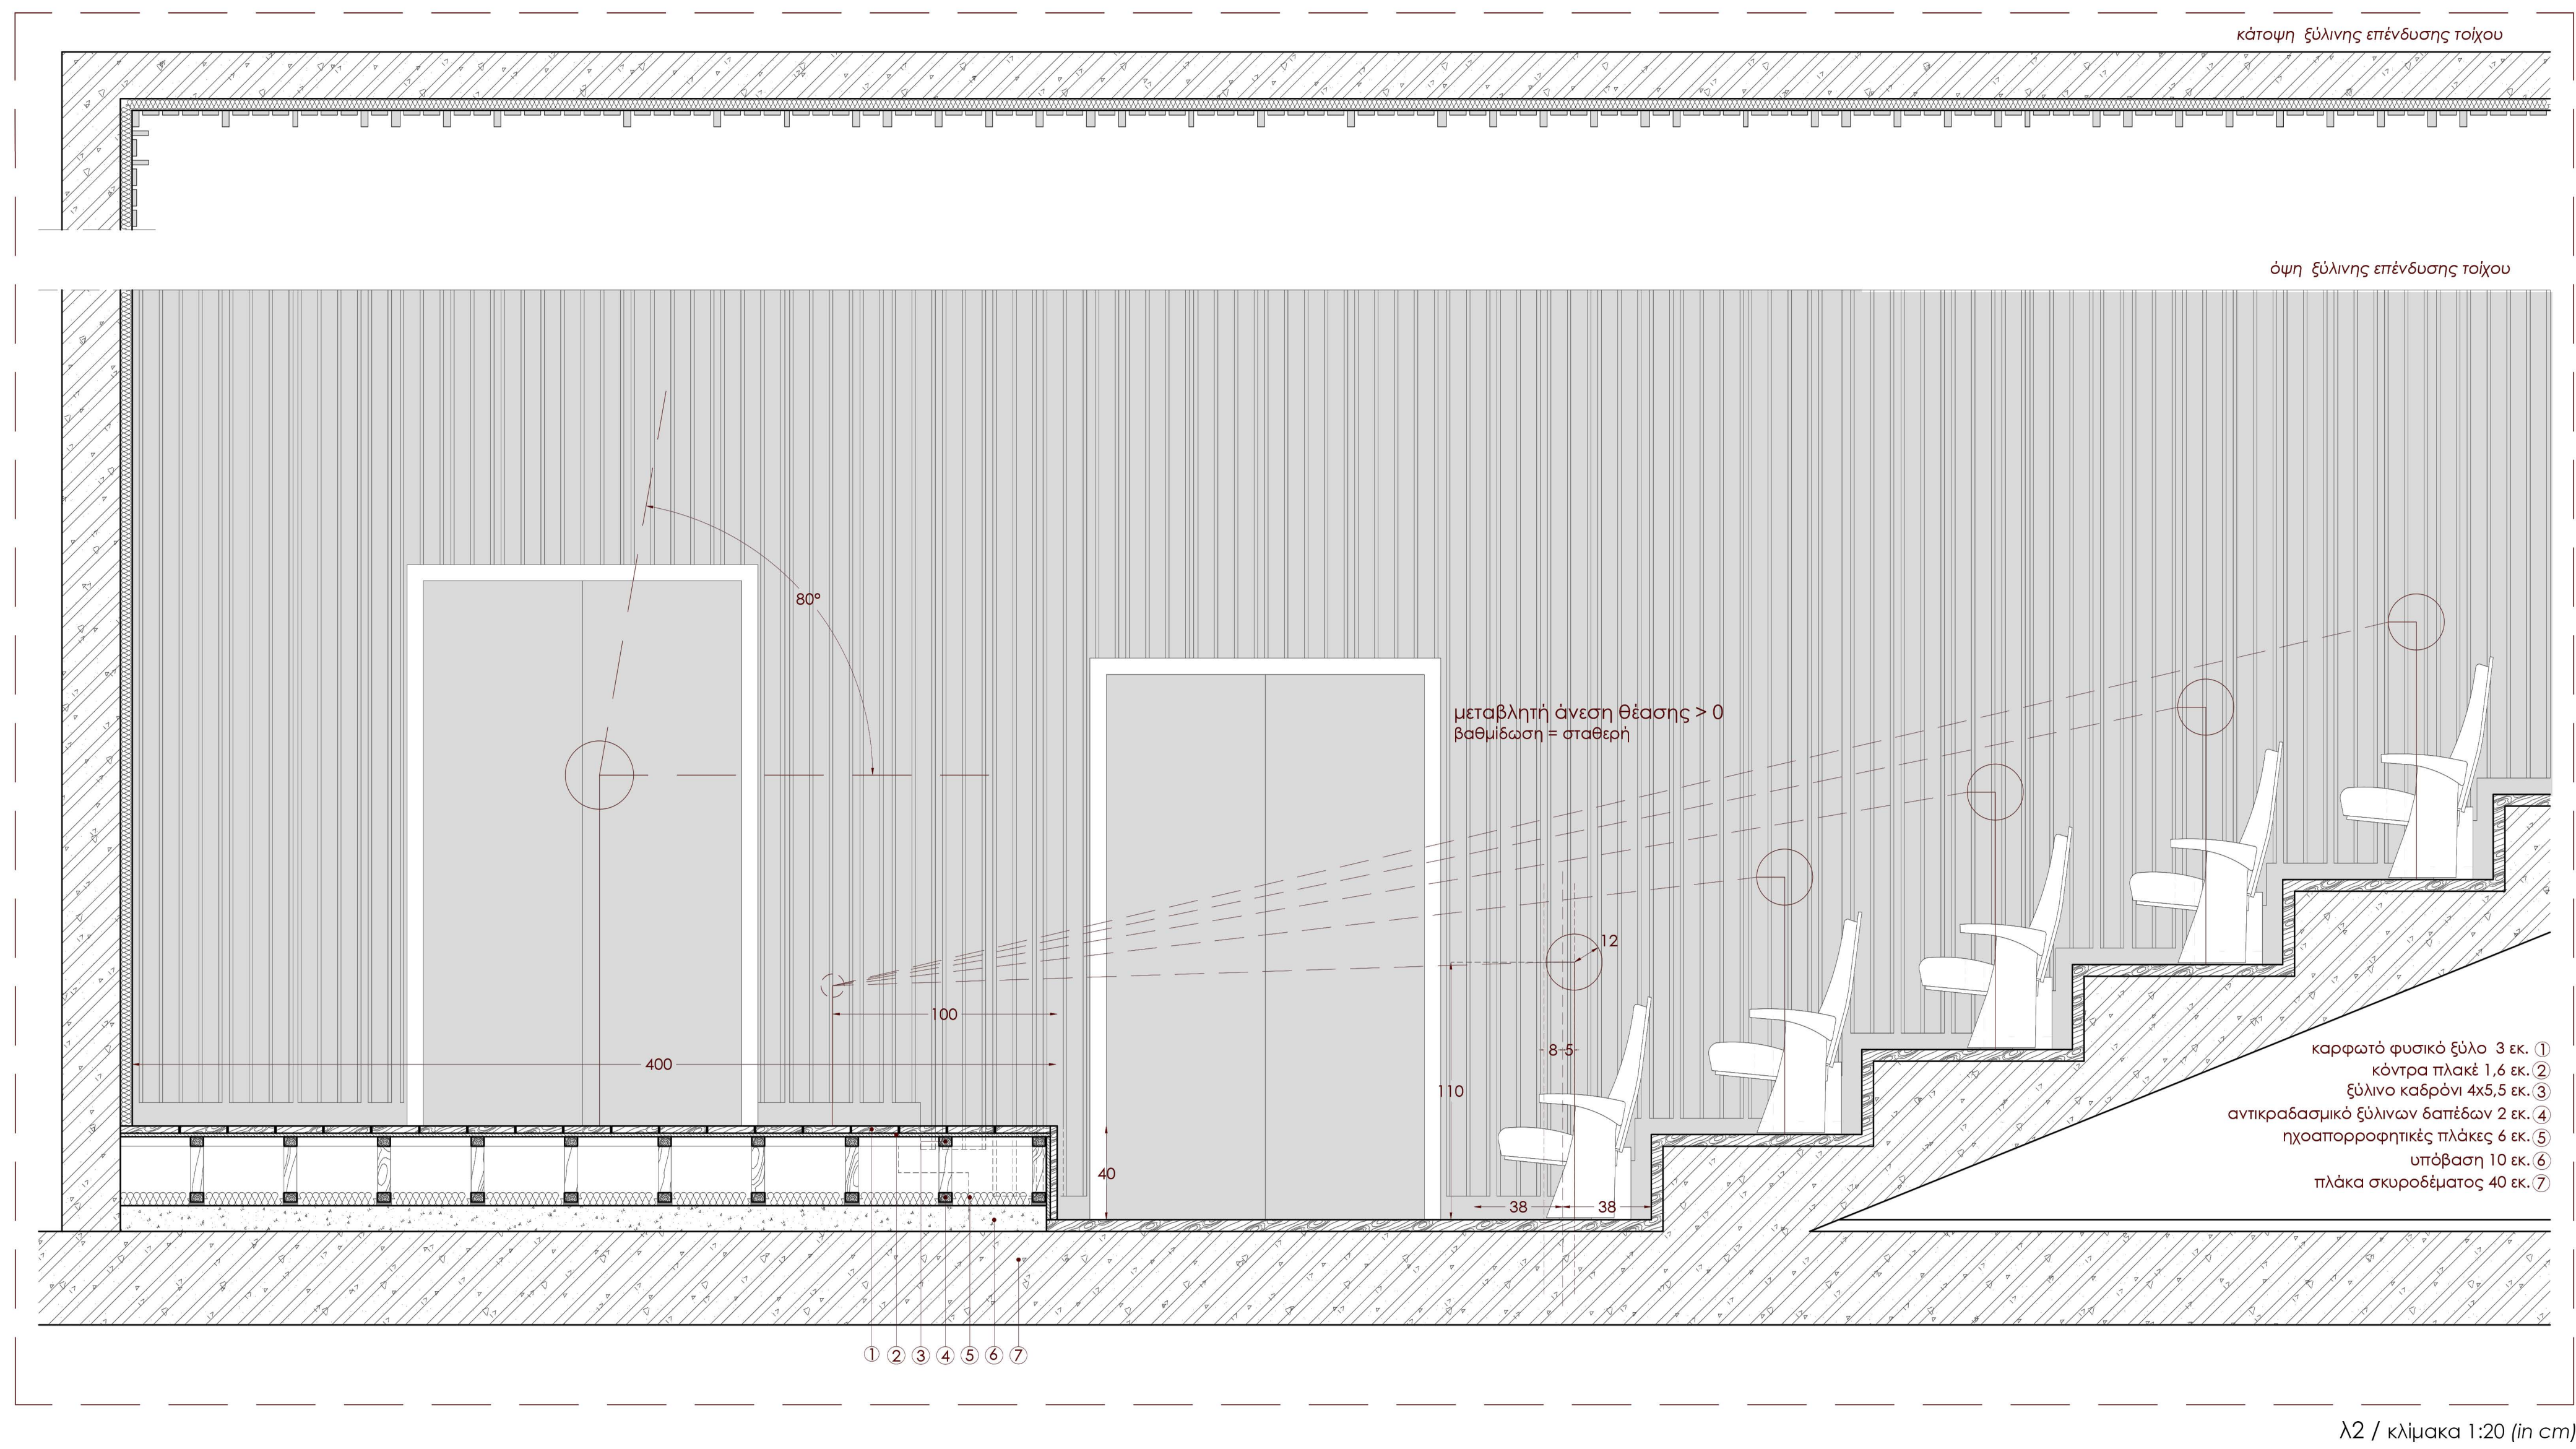 κάτοψη ξύλινης επένδυσης τοίχου
όψη ξύλινης επένδυσης τοίχου
80°
μεταβλητή άνεση θέασης > 0
βαθμίδωση = σταθερή
12
100
8 5
400
110
40
38 38
καρφωτό φυσικό ξύλο 3 εκ. ①
κόντρα πλακέ 1,6 εκ. ②
ξύλινο καδρόνι 4x5,5 εκ. ③
αντικραδασμικό ξύλινων δαπέδων 2 εκ. ④
ηχοαπορροφητικές πλάκες 6 εκ. ⑤
υπόβαση 10 εκ. ⑥
πλάκα σκυροδέματος 40 εκ. ⑦
① ② ③ ④ ⑤ ⑥ ⑦
λ2 / κλίμακα 1:20 (in cm)